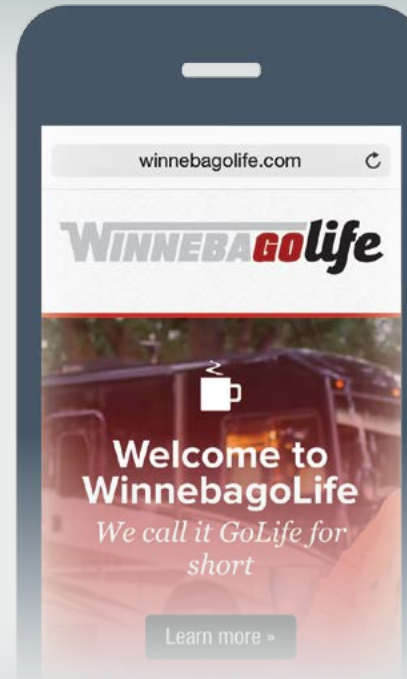 winnebagolife.com
WINNEBAGOlife
Welcome to
WinnebagoLife
We call it GoLife for
short
Learn more »